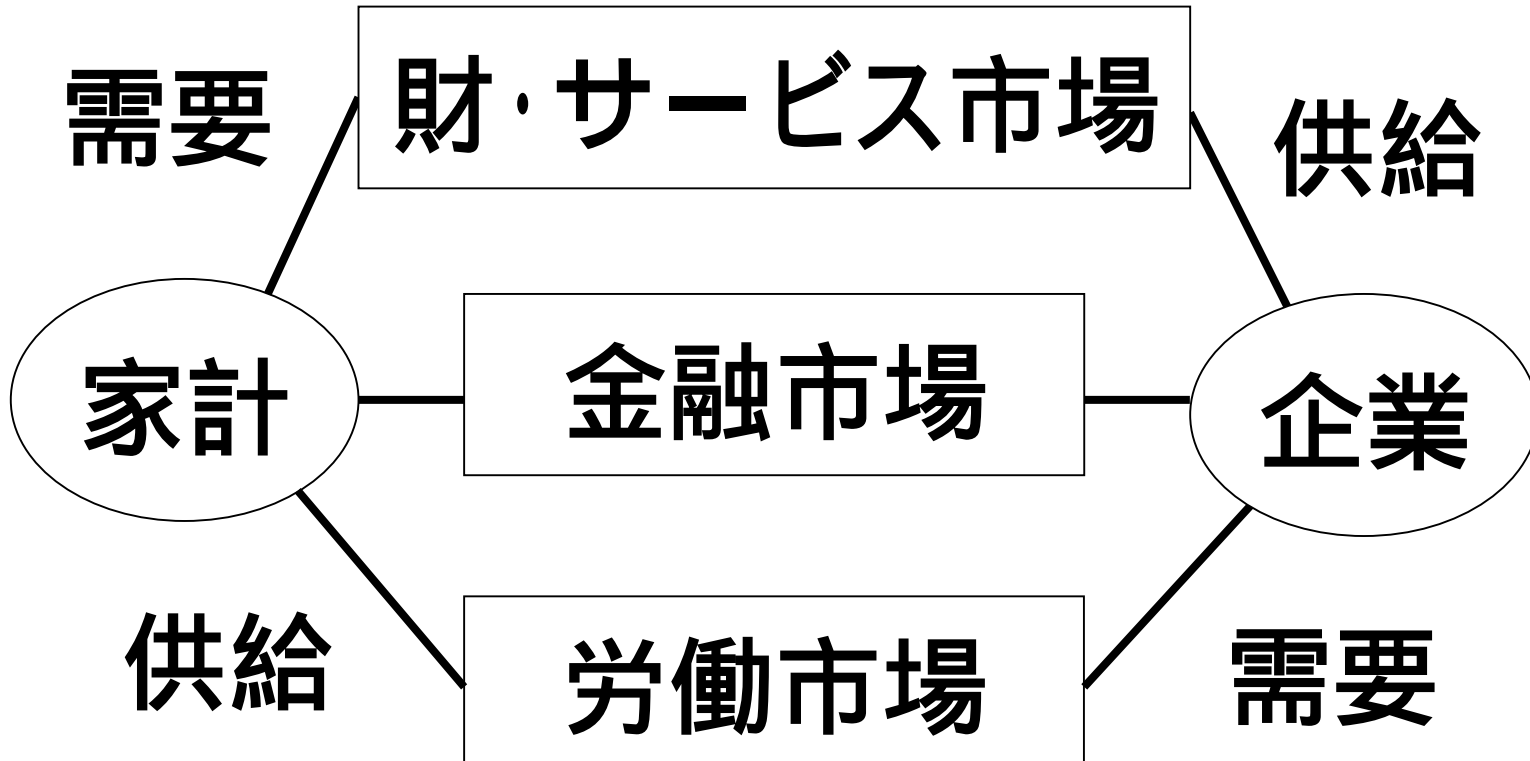 財・サービス市場
需要
供給
金融市場
家計
企業
供給
労働市場
需要